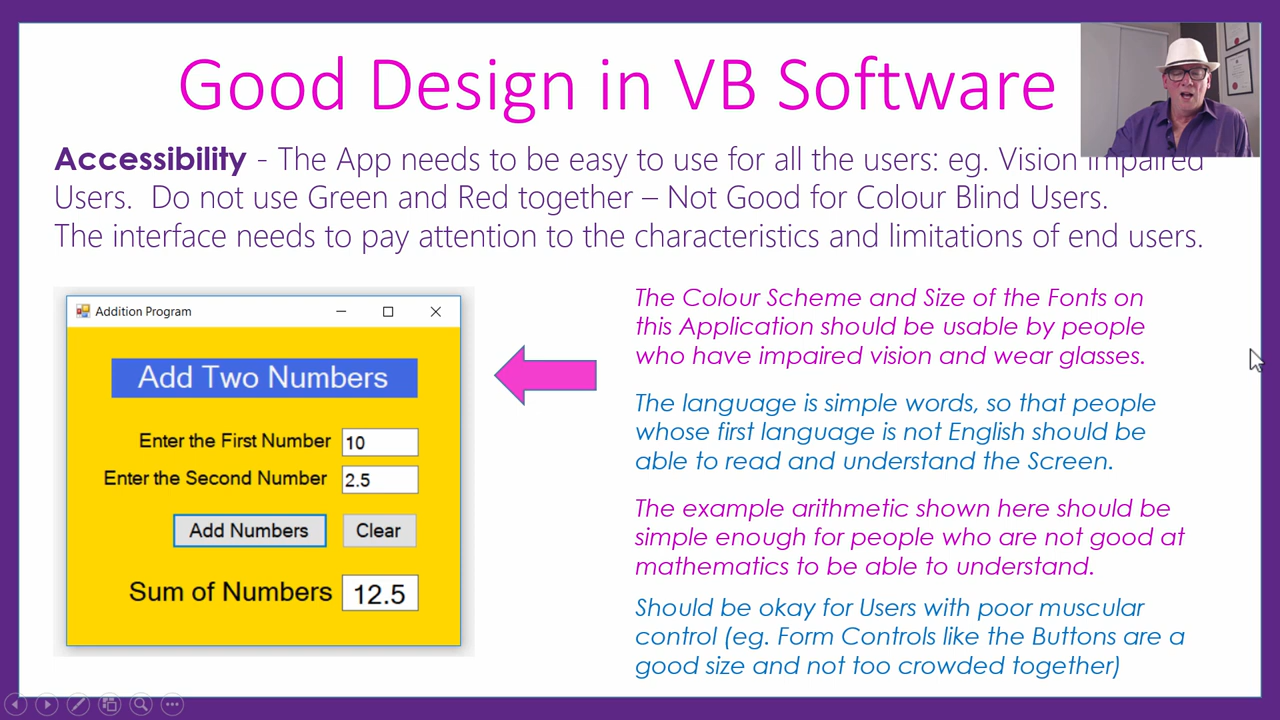 Good Design in VB Software
Accessibility - The App needs to be easy to use for all the users: eg. Vision Impaired
Users. Do not use Green and Red together – Not Good for Colour Blind Users.
The interface needs to pay attention to the characteristics and limitations of end users.
Addition Program
Add Two Numbers
Enter the First Number 10
Enter the Second Number 2.5
Add Numbers Clear
Sum of Numbers 12.5
The Colour Scheme and Size of the Fonts on
this Application should be usable by people
who have impaired vision and wear glasses.
The language is simple words, so that people
whose first language is not English should be
able to read and understand the Screen.
The example arithmetic shown here should be
simple enough for people who are not good at
mathematics to be able to understand.
Should be okay for Users with poor muscular
control (eg. Form Controls like the Buttons are a
good size and not too crowded together)